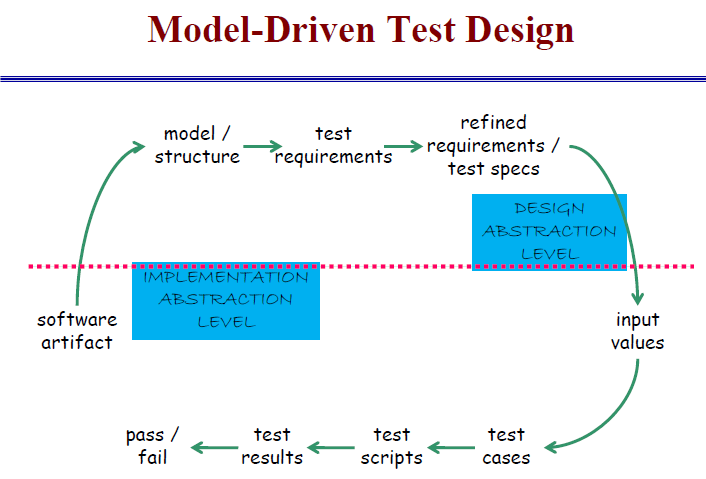 Model-Driven Test Design
model /
structure
test
requirements
refined
requirements /
test specs
DESIGN
ABSTRACTION
LEVEL
IMPLEMENTATION
ABSTRACTION
LEVEL
software
artifact
input
values
pass /
fail
test
results
test
scripts
test
cases